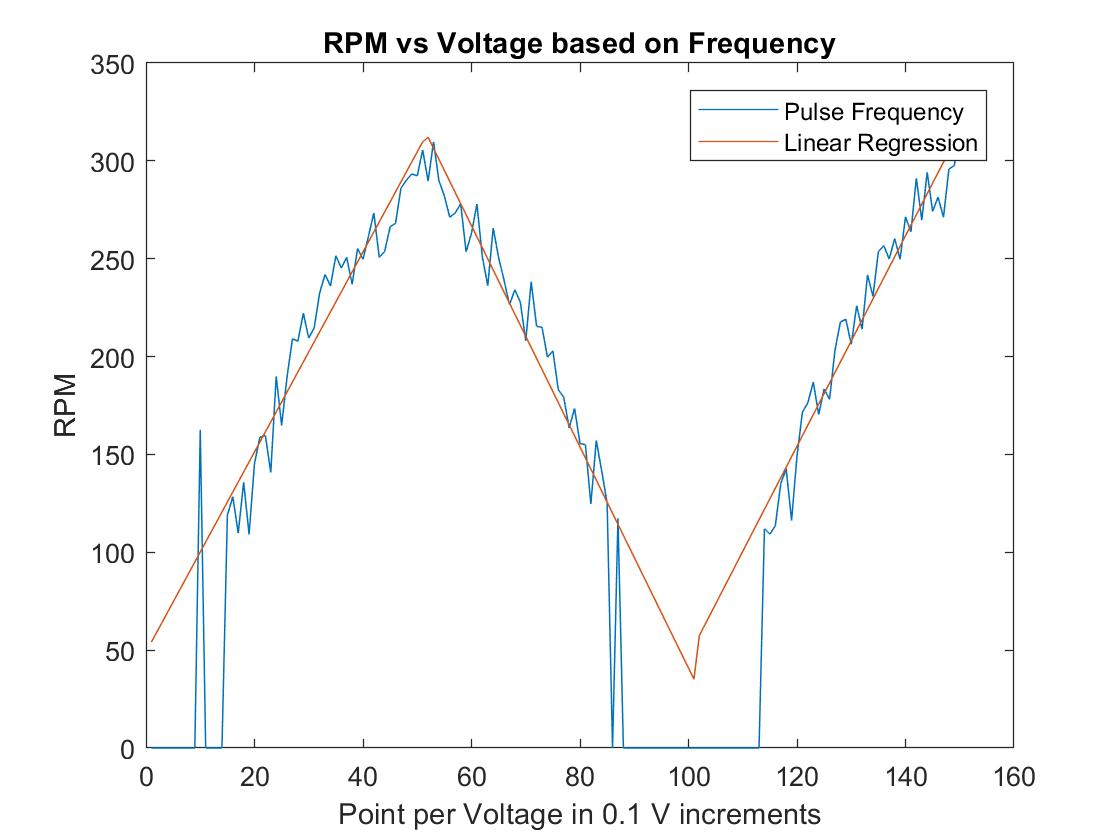 RPM vs Voltage based on Frequency
350
300
250
200
150
100
50
0
RPM
Pulse Frequency
Linear Regression
0 20 40 60 80 100 120 140 160
Point per Voltage in 0.1 V increments